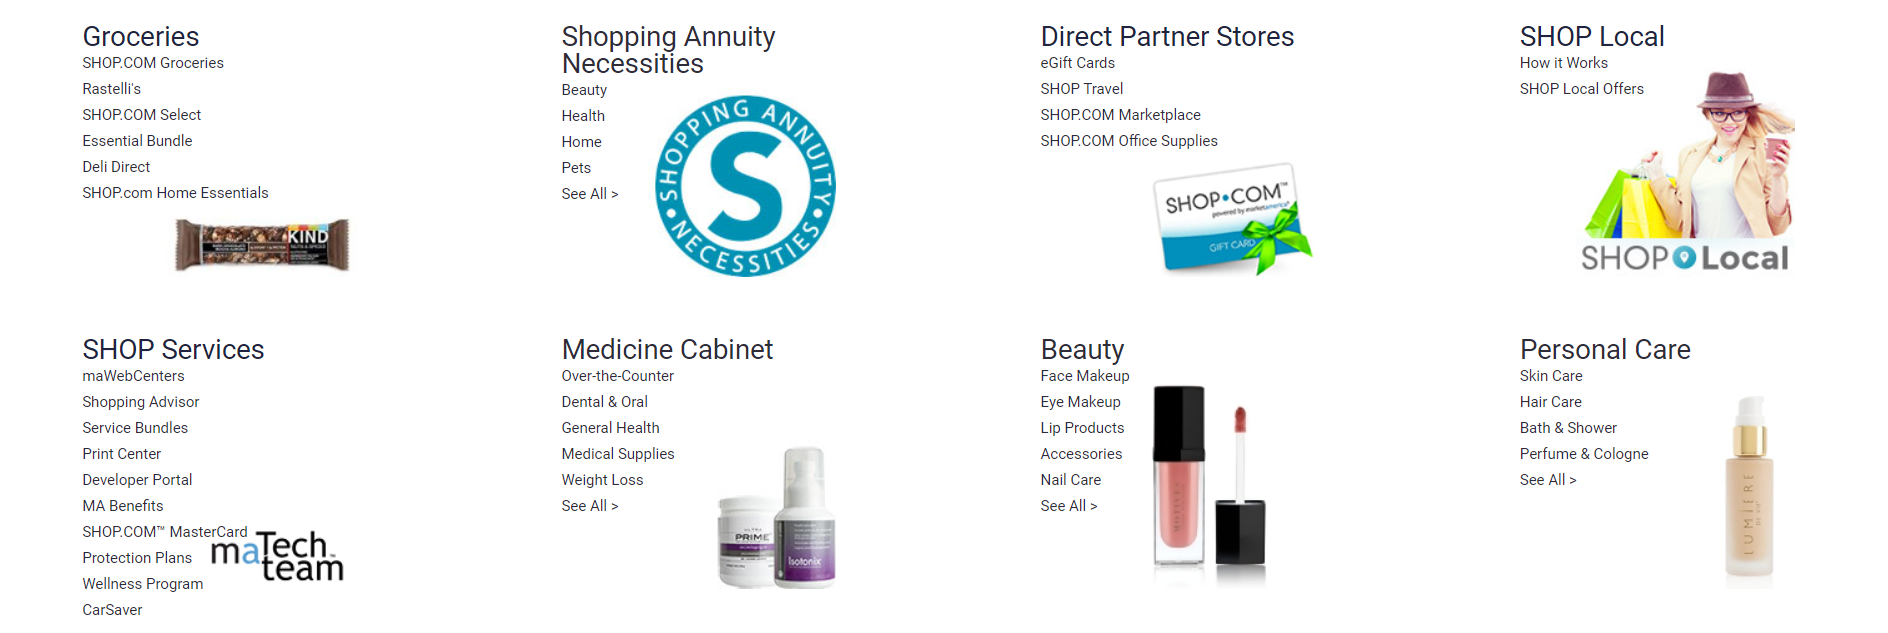 Groceries
SHOP.COM Groceries
Rastelli's
SHOP.COM Select
Essential Bundle
Deli Direct
SHOP.com Home Essentials
KIND
Shopping Annuity
Necessities
Beauty
Health
Home
Pets
See All >
SHOPPING ANNUITY
S
• NECESSITIES •
Direct Partner Stores
eGift Cards
SHOP Travel
SHOP.COM Marketplace
SHOP.COM Office Supplies
SHOP•COM™
powered by marketamerica®
GIFT CARD
SHOP Local
How it Works
SHOP Local Offers
SHOP Local
SHOP Services
maWebCenters
Shopping Advisor
Service Bundles
Print Center
Developer Portal
MA Benefits
SHOP.COM™ MasterCard
Protection Plans
Wellness Program
CarSaver
maTech
team
Medicine Cabinet
Over-the-Counter
Dental & Oral
General Health
Medical Supplies
Weight Loss
See All >
PRIME
Isotonix
Beauty
Face Makeup
Eye Makeup
Lip Products
Accessories
Nail Care
See All >
MOTIVES
Personal Care
Skin Care
Hair Care
Bath & Shower
Perfume & Cologne
See All >
LUMIÈRE
DE VIE